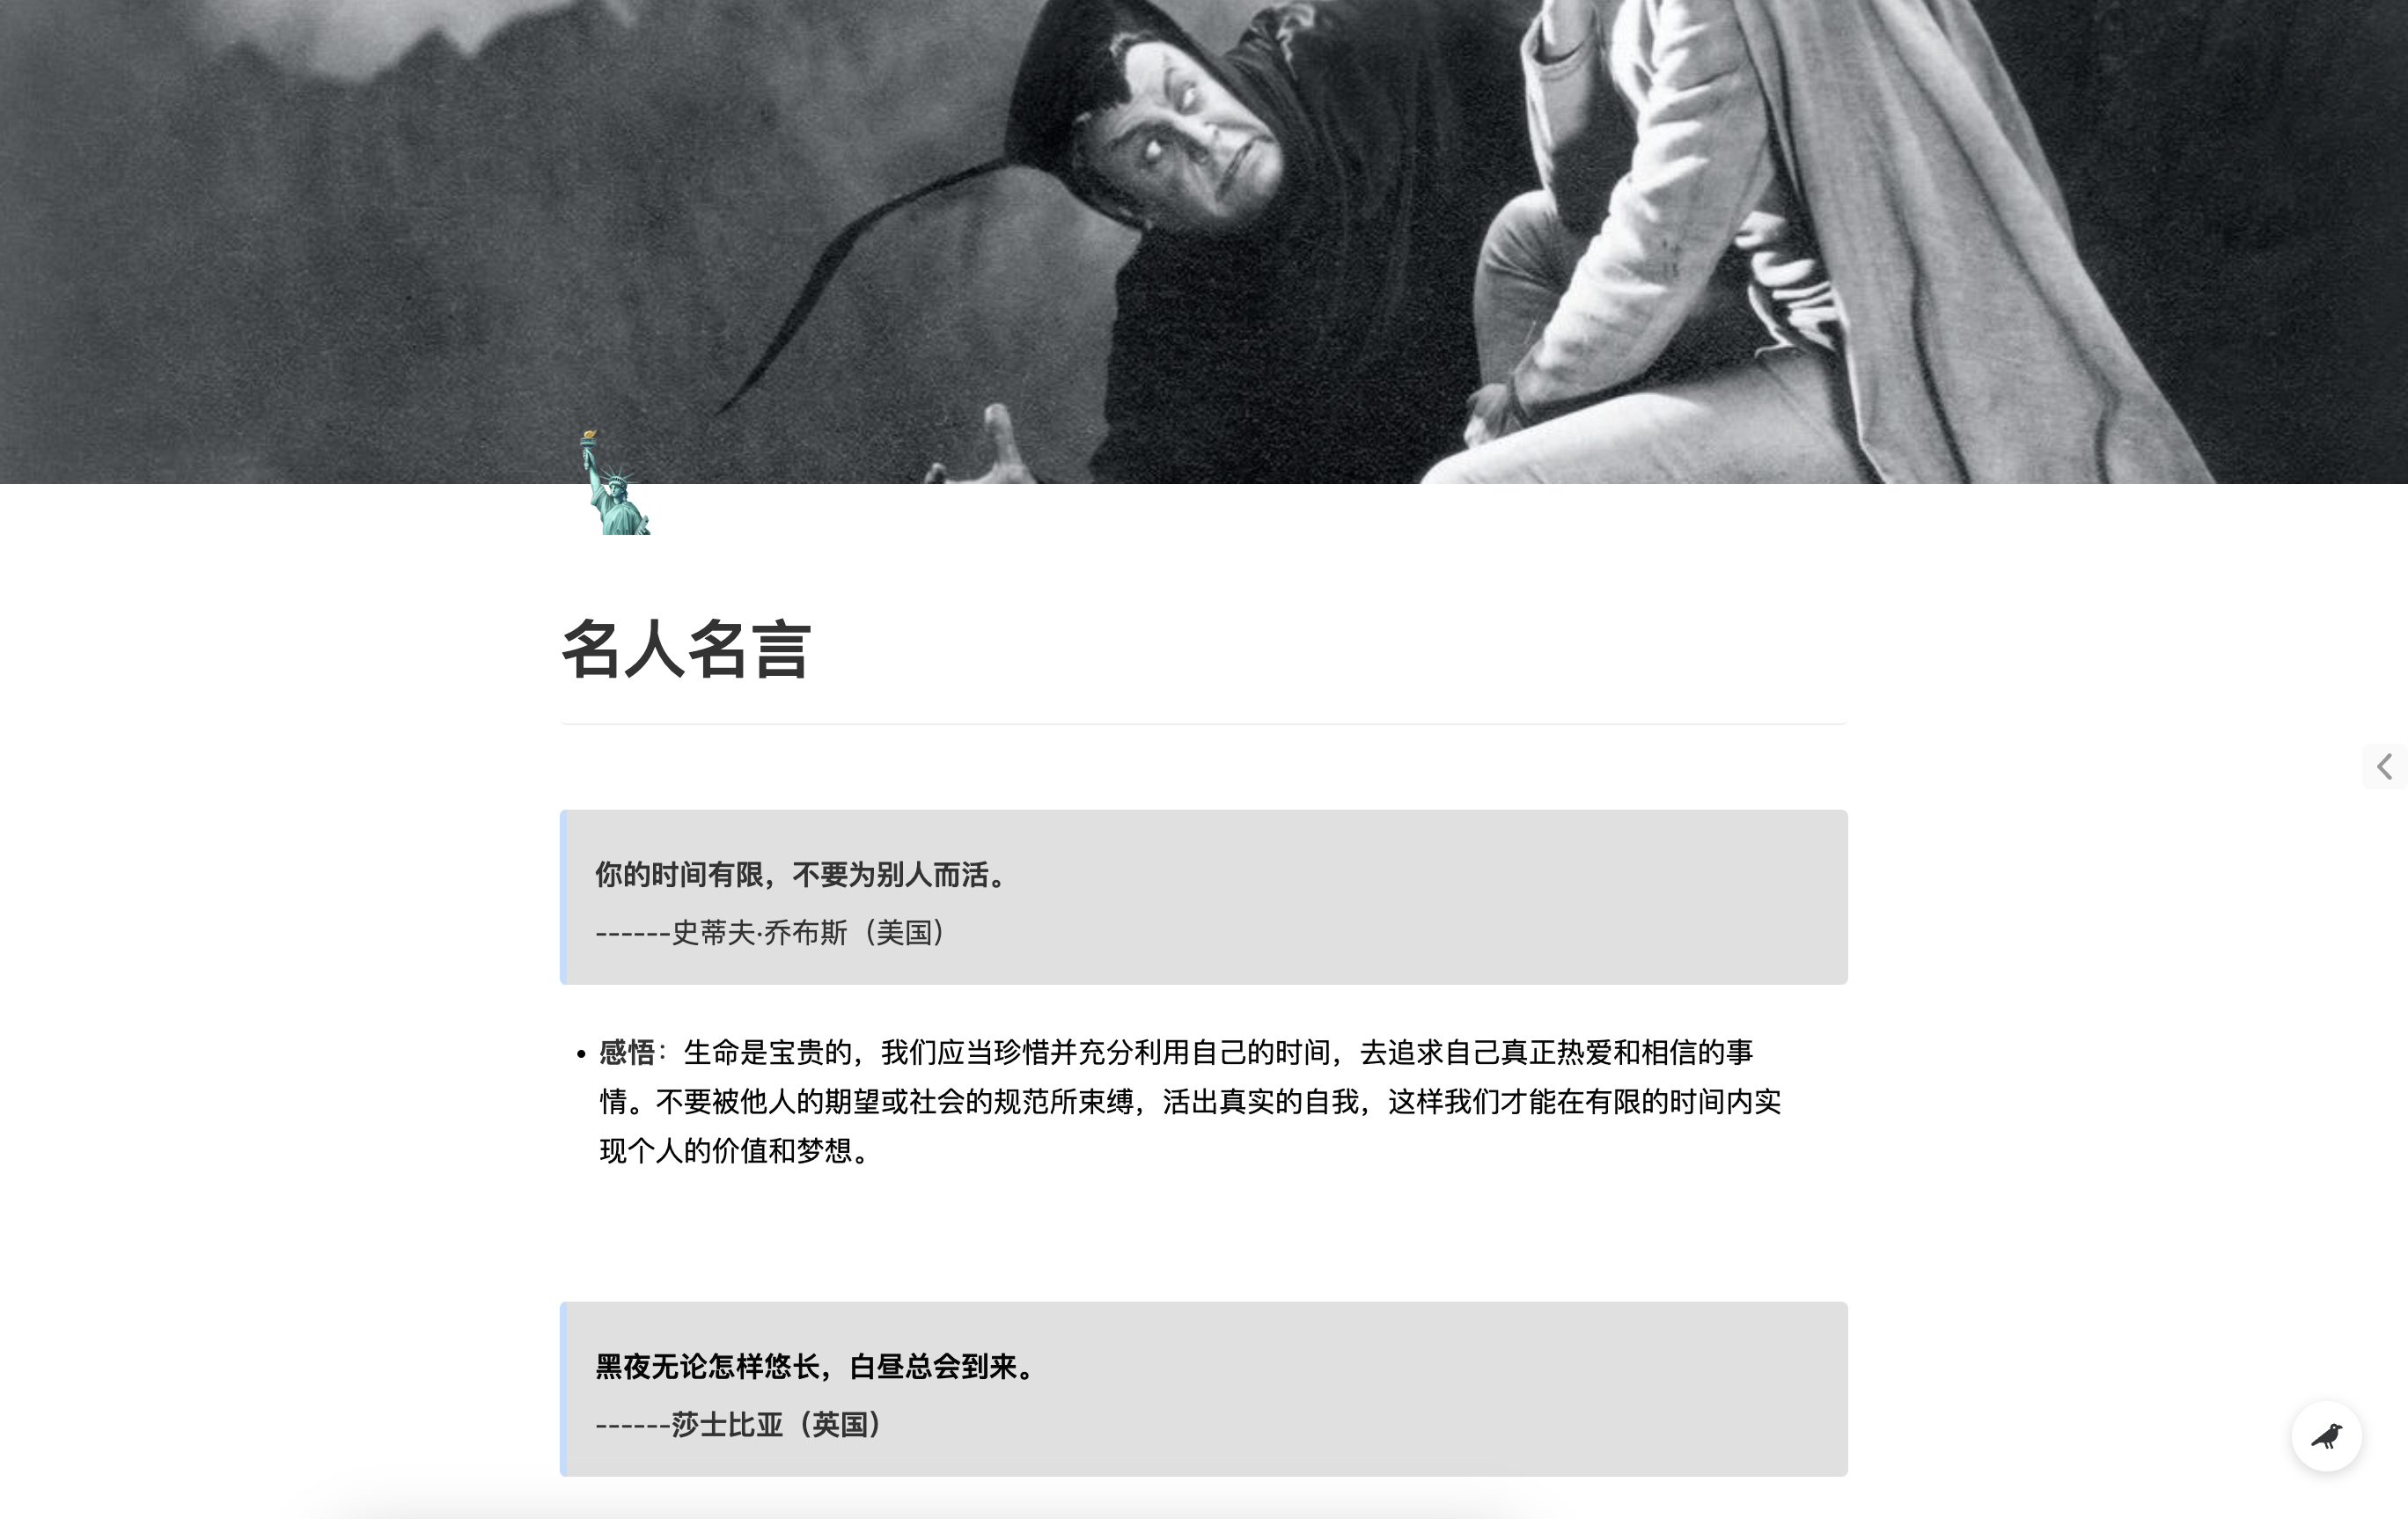 名人名言
你的时间有限，不要为别人而活。
------史蒂夫·乔布斯（美国）
感悟：生命是宝贵的，我们应当珍惜并充分利用自己的时间，去追求自己真正热爱和相信的事
情。不要被他人的期望或社会的规范所束缚，活出真实的自我，这样我们才能在有限的时间内实
现个人的价值和梦想。
黑夜无论怎样悠长，白昼总会到来。
------莎士比亚（英国）